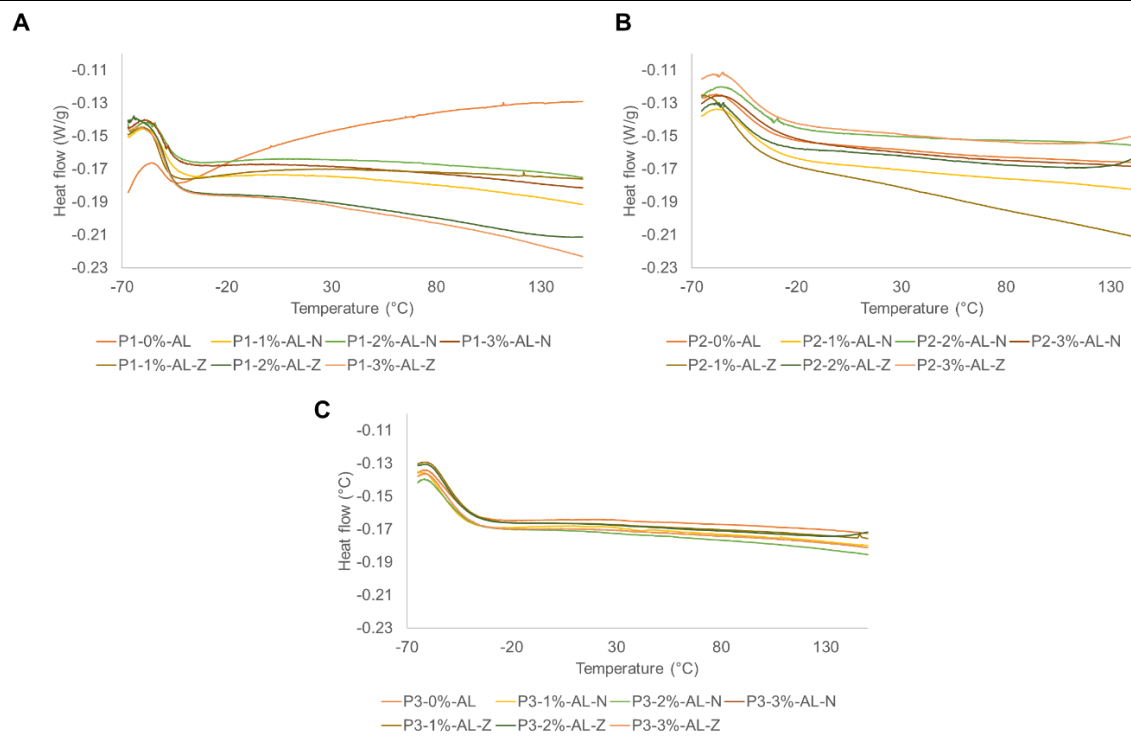 A
-0.11
-0.13
-0.15
-0.17
-0.19
-0.21
-0.23
Heat flow (W/g)
-70 -20 30 80 130
Temperature (°C)
P1-0%-AL P1-1%-AL-N P1-2%-AL-N P1-3%-AL-N
P1-1%-AL-Z P1-2%-AL-Z P1-3%-AL-Z
B
-0.11
-0.13
-0.15
-0.17
-0.19
-0.21
-0.23
Heat flow (W/g)
-70 -20 30 80 130
Temperature (°C)
P2-0%-AL P2-1%-AL-N P2-2%-AL-N P2-3%-AL-N
P2-1%-AL-Z P2-2%-AL-Z P2-3%-AL-Z
C
-0.11
-0.13
-0.15
-0.17
-0.19
-0.21
-0.23
Heat flow (°C)
-70 -20 30 80 130
Temperature (°C)
P3-0%-AL P3-1%-AL-N P3-2%-AL-N P3-3%-AL-N
P3-1%-AL-Z P3-2%-AL-Z P3-3%-AL-Z